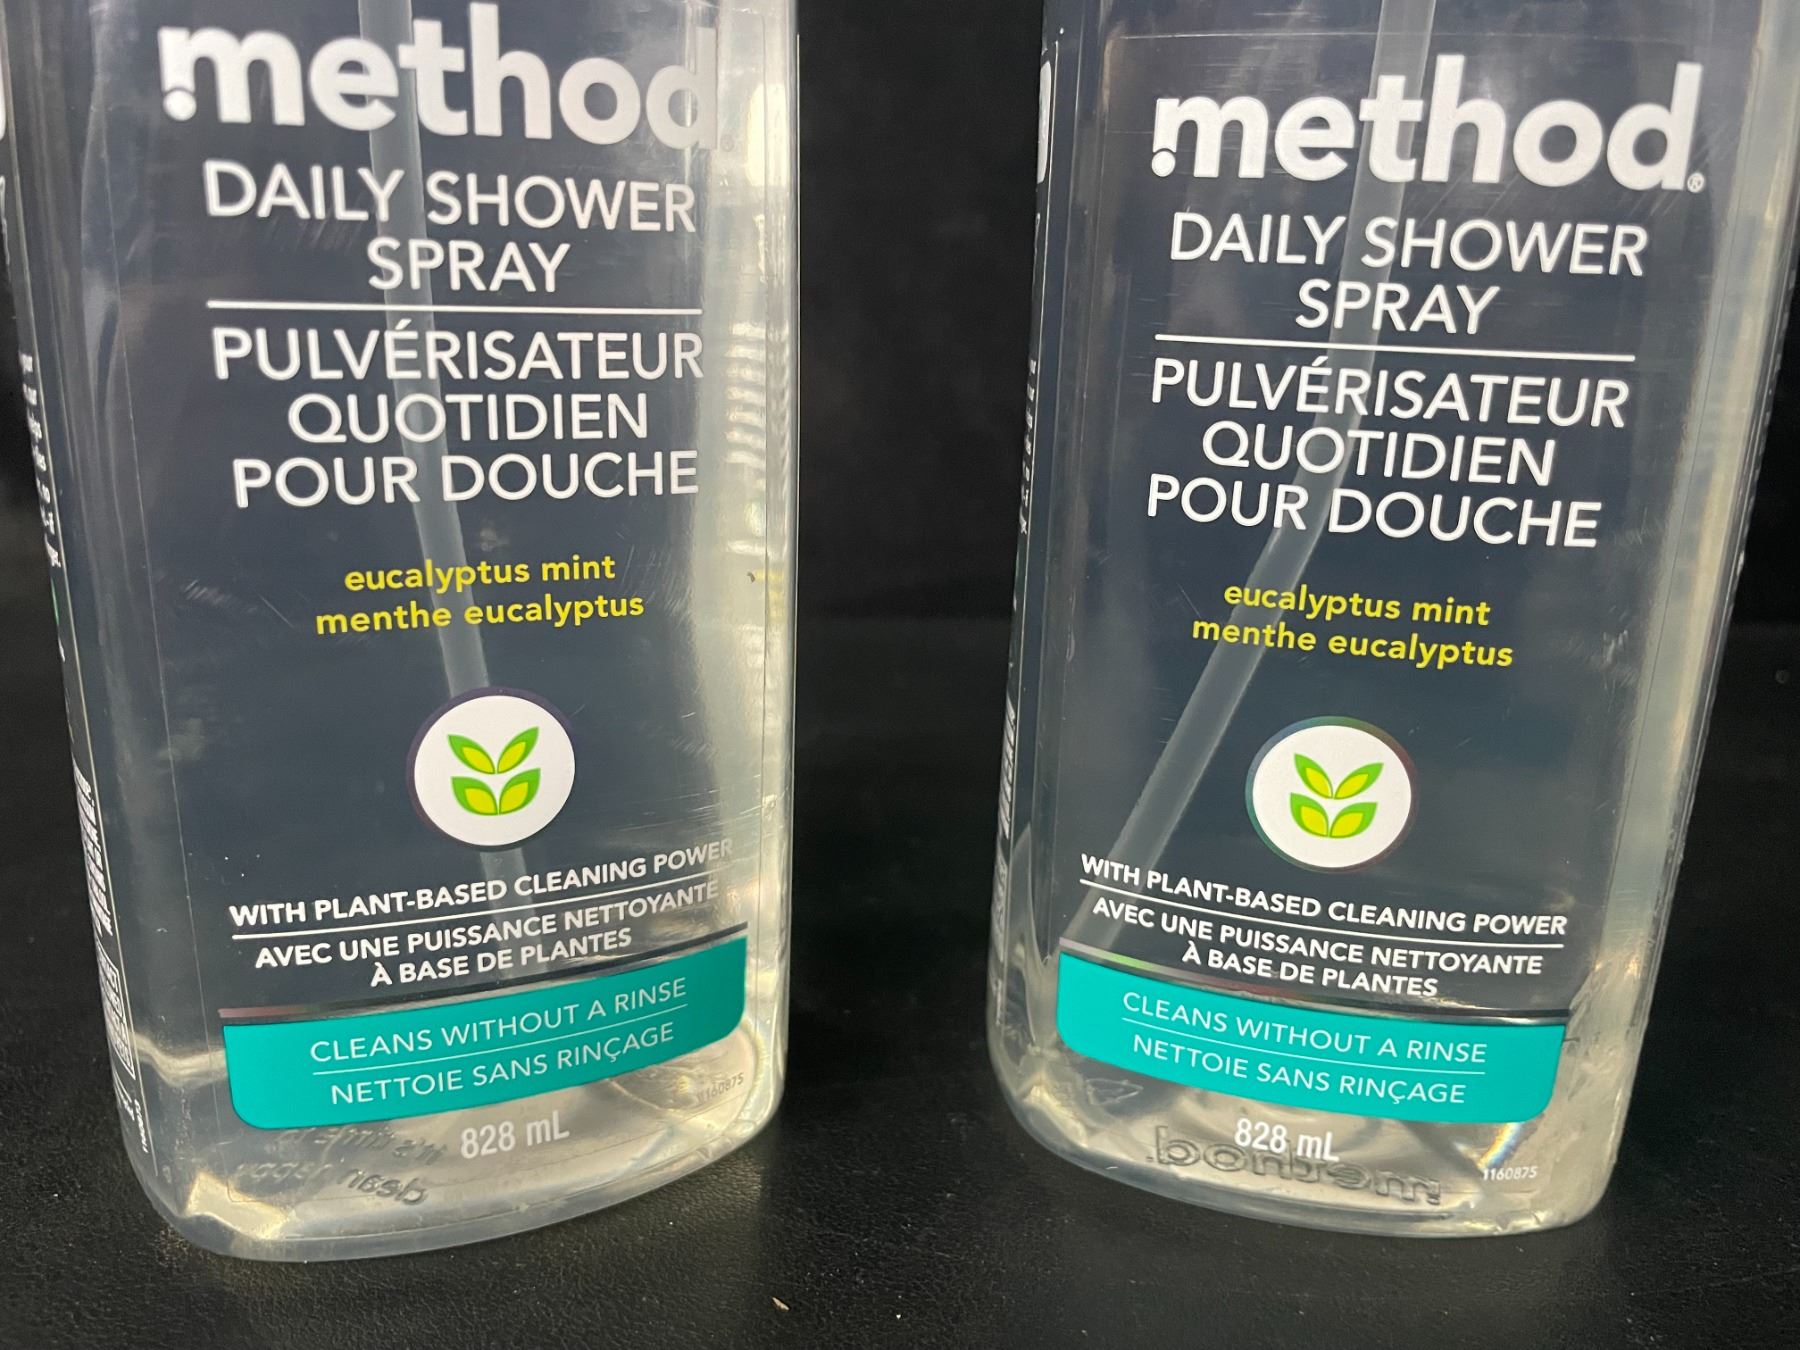 method
DAILY SHOWER
SPRAY
PULVÉRISATEUR
QUOTIDIEN
POUR DOUCHE
eucalyptus mint
menthe eucalyptus
WITH PLANT-BASED CLEANING POWER
AVEC UNE PUISSANCE NETTOYANTE
À BASE DE PLANTES
CLEANS WITHOUT A RINSE
NETTOIE SANS RINÇAGE
1160875
828 mL
method®
DAILY SHOWER
SPRAY
PULVÉRISATEUR
QUOTIDIEN
POUR DOUCHE
eucalyptus mint
menthe eucalyptus
WITH PLANT-BASED CLEANING POWER
AVEC UNE PUISSANCE NETTOYANTE
À BASE DE PLANTES
CLEANS WITHOUT A RINSE
NETTOIE SANS RINÇAGE
828 mL
method
1160875